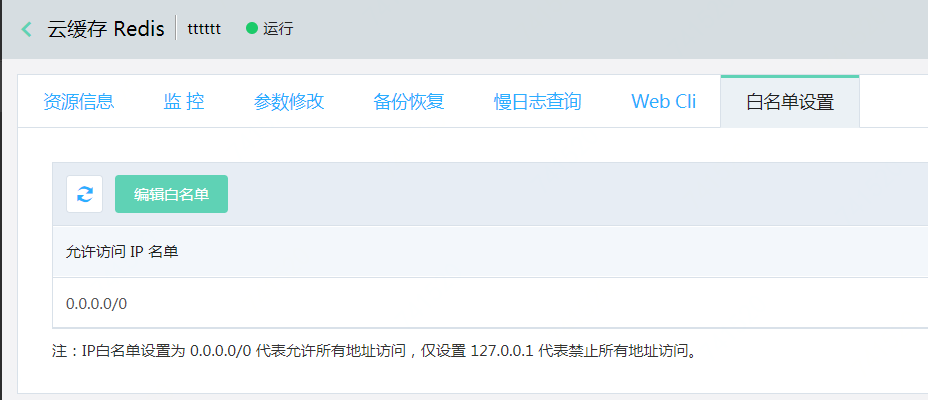 云缓存 Redis tttttt 运行
资源信息 监 控 参数修改 备份恢复 慢日志查询 Web Cli 白名单设置
编辑白名单
允许访问 IP 名单
0.0.0.0/0
注：IP白名单设置为 0.0.0.0/0 代表允许所有地址访问，仅设置 127.0.0.1 代表禁止所有地址访问。